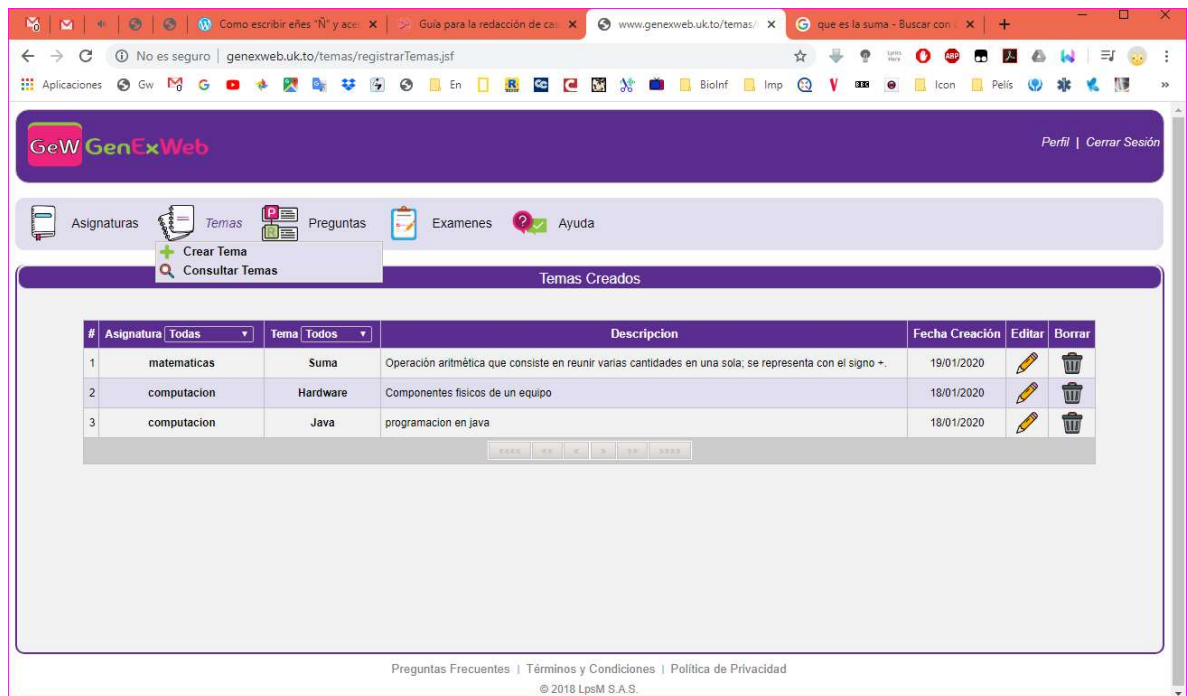 Como escribir eñes "Ñ" y ace
Guía para la redacción de ca
www.genexweb.uk.to/temas/
que es la suma - Buscar con
No es seguro | genexweb.uk.to/temas/registrarTemas.jsf
Aplicaciones Gw En BioInf Imp Icon Pelís »
GeW GenExWeb
Perfil | Cerrar Sesión
Asignaturas Temas Preguntas Examenes Ayuda
Crear Tema
Consultar Temas
Temas Creados
# Asignatura Todas Tema Todos Descripcion Fecha Creación Editar Borrar
1 matematicas Suma Operación aritmética que consiste en reunir varias cantidades en una sola; se representa con el signo +. 19/01/2020
2 computacion Hardware Componentes fisicos de un equipo 18/01/2020
3 computacion Java programacion en java 18/01/2020
«««« «« « » »» »»»»
Preguntas Frecuentes | Términos y Condiciones | Política de Privacidad
© 2018 LpsM S.A.S.